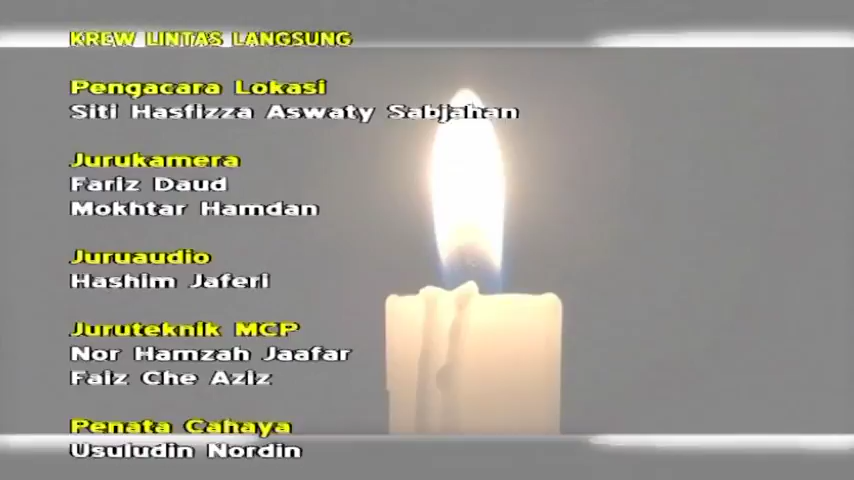 KREW LINTAS LANGSUNG
Pengacara Lokasi
Siti Hasfizza Aswaty Sabjahan
Jurukamera
Fariz Daud
Mokhtar Hamdan
Juruaudio
Hashim Jaferi
Juruteknik MCP
Nor Hamzah Jaafar
Faiz Che Aziz
Penata Cahaya
Usuludin Nordin